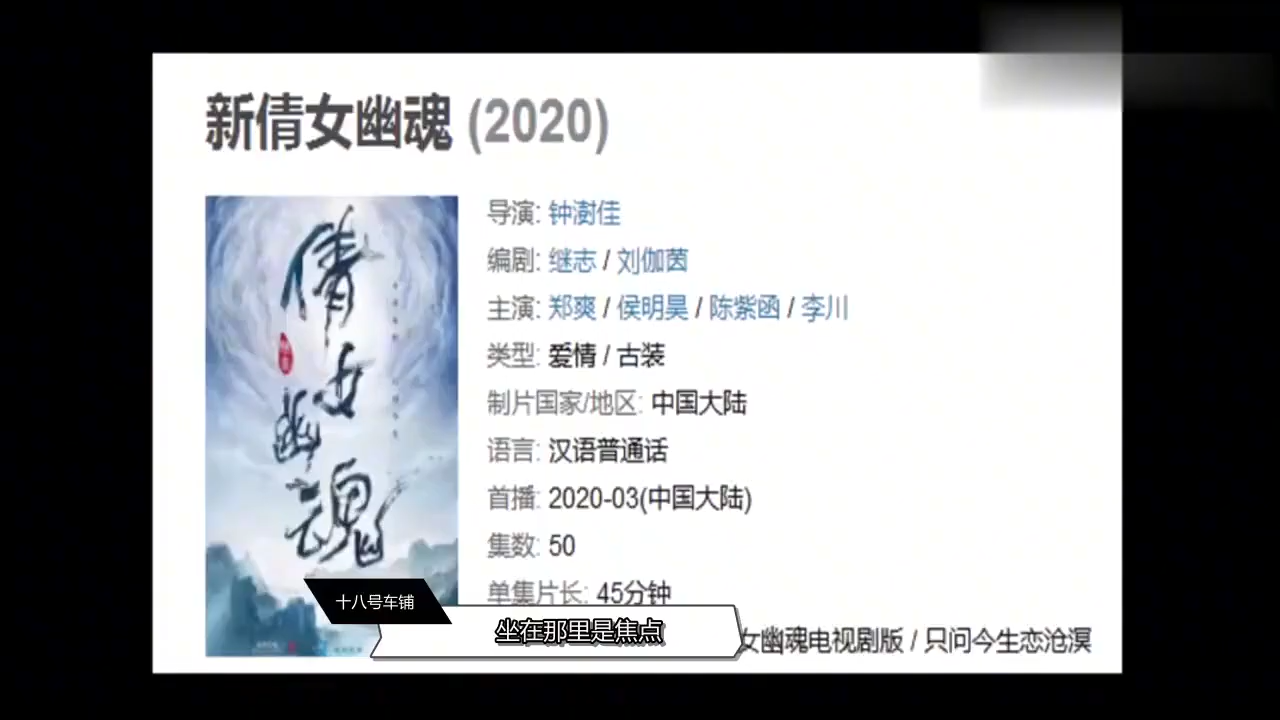 新倩女幽魂 (2020)
倩女幽魂
导演: 钟澍佳
编剧: 继志 / 刘伽茵
主演: 郑爽 / 侯明昊 / 陈紫函 / 李川
类型: 爱情 / 古装
制片国家/地区: 中国大陆
语言: 汉语普通话
首播: 2020-03(中国大陆)
集数: 50
单集片长: 45分钟
女幽魂电视剧版 / 只问今生恋沧溟
十八号车铺
坐在那里是焦点